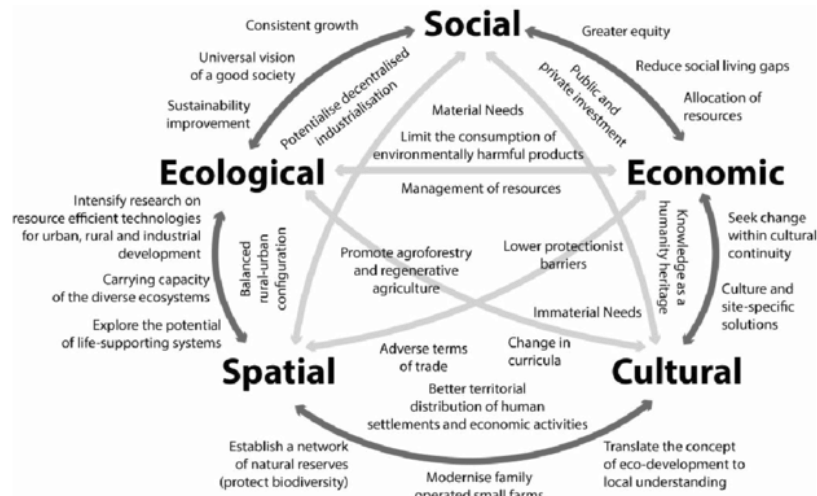 Social
Consistent growth
Universal vision
of a good society
Sustainability
improvement
Potentialise decentralised
industrialisation
Greater equity
Reduce social living gaps
Allocation of
resources
Public and
private investment
Material Needs
Limit the consumption of
environmentally harmful products
Management of resources
Ecological
Economic
Intensify research on
resource efficient technologies
for urban, rural and industrial
development
Carrying capacity
of the diverse ecosystems
Explore the potential
of life-supporting systems
Balanced
rural-urban
configuration
Promote agroforestry
and regenerative
agriculture
Lower protectionist
barriers
Immaterial Needs
Knowledge as a
humanity heritage
Seek change
within cultural
continuity
Culture and
site-specific
solutions
Spatial
Adverse terms
of trade
Change in
curricula
Cultural
Better territorial
distribution of human
settlements and economic activities
Establish a network
of natural reserves
(protect biodiversity)
Modernise family
operated small farms
Translate the concept
of eco-development to
local understanding